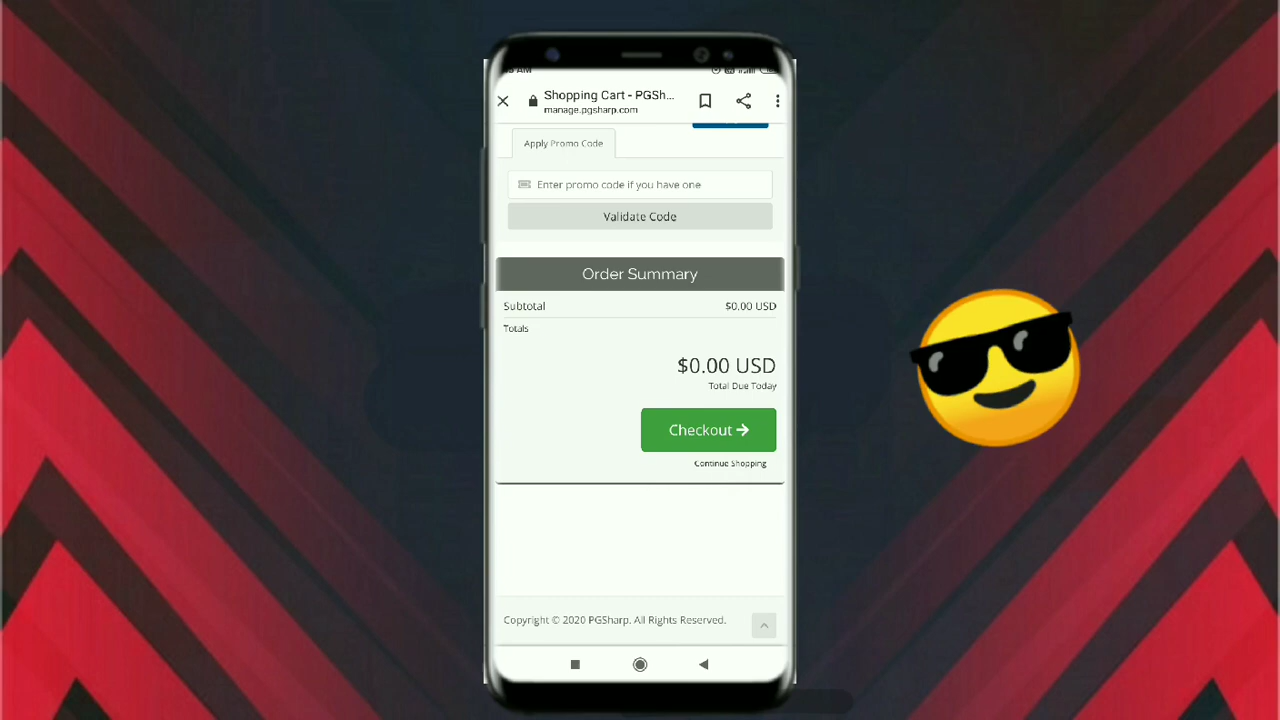 Shopping Cart - PGSh...
manage.pgsharp.com
Apply Promo Code
Enter promo code if you have one
Validate Code
Order Summary
Subtotal $0.00 USD
Totals
$0.00 USD
Total Due Today
Checkout →
Continue Shopping
Copyright © 2020 PGSharp. All Rights Reserved.